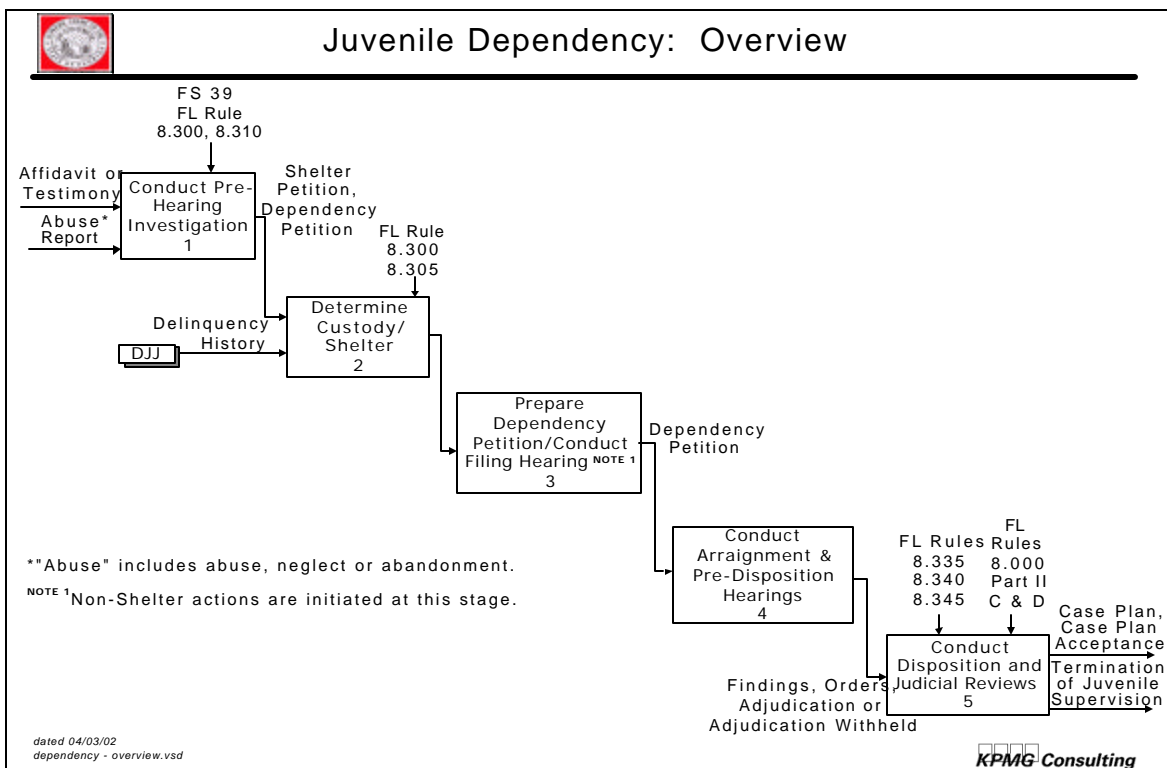 Juvenile Dependency: Overview
FS 39
FL Rule
8.300, 8.310
Affidavit or
Testimony
Abuse*
Report
Conduct Pre-
Hearing
Investigation
1
Shelter
Petition,
Dependency
Petition
FL Rule
8.300
8.305
Delinquency
History
DJJ
Determine
Custody/
Shelter
2
Prepare
Dependency
Petition/Conduct
Filing Hearing NOTE 1
3
Dependency
Petition
Conduct
Arraignment &
Pre-Disposition
Hearings
4
FL Rules
8.335
8.340
8.345
FL
Rules
8.000
Part II
C & D
Conduct
Disposition and
Judicial Reviews
5
Case Plan,
Case Plan
Acceptance
Termination
of Juvenile
Supervision
Findings, Orders,
Adjudication or
Adjudication Withheld
*"Abuse" includes abuse, neglect or abandonment.
NOTE 1 Non-Shelter actions are initiated at this stage.
dated 04/03/02
dependency - overview.vsd
KPMG Consulting